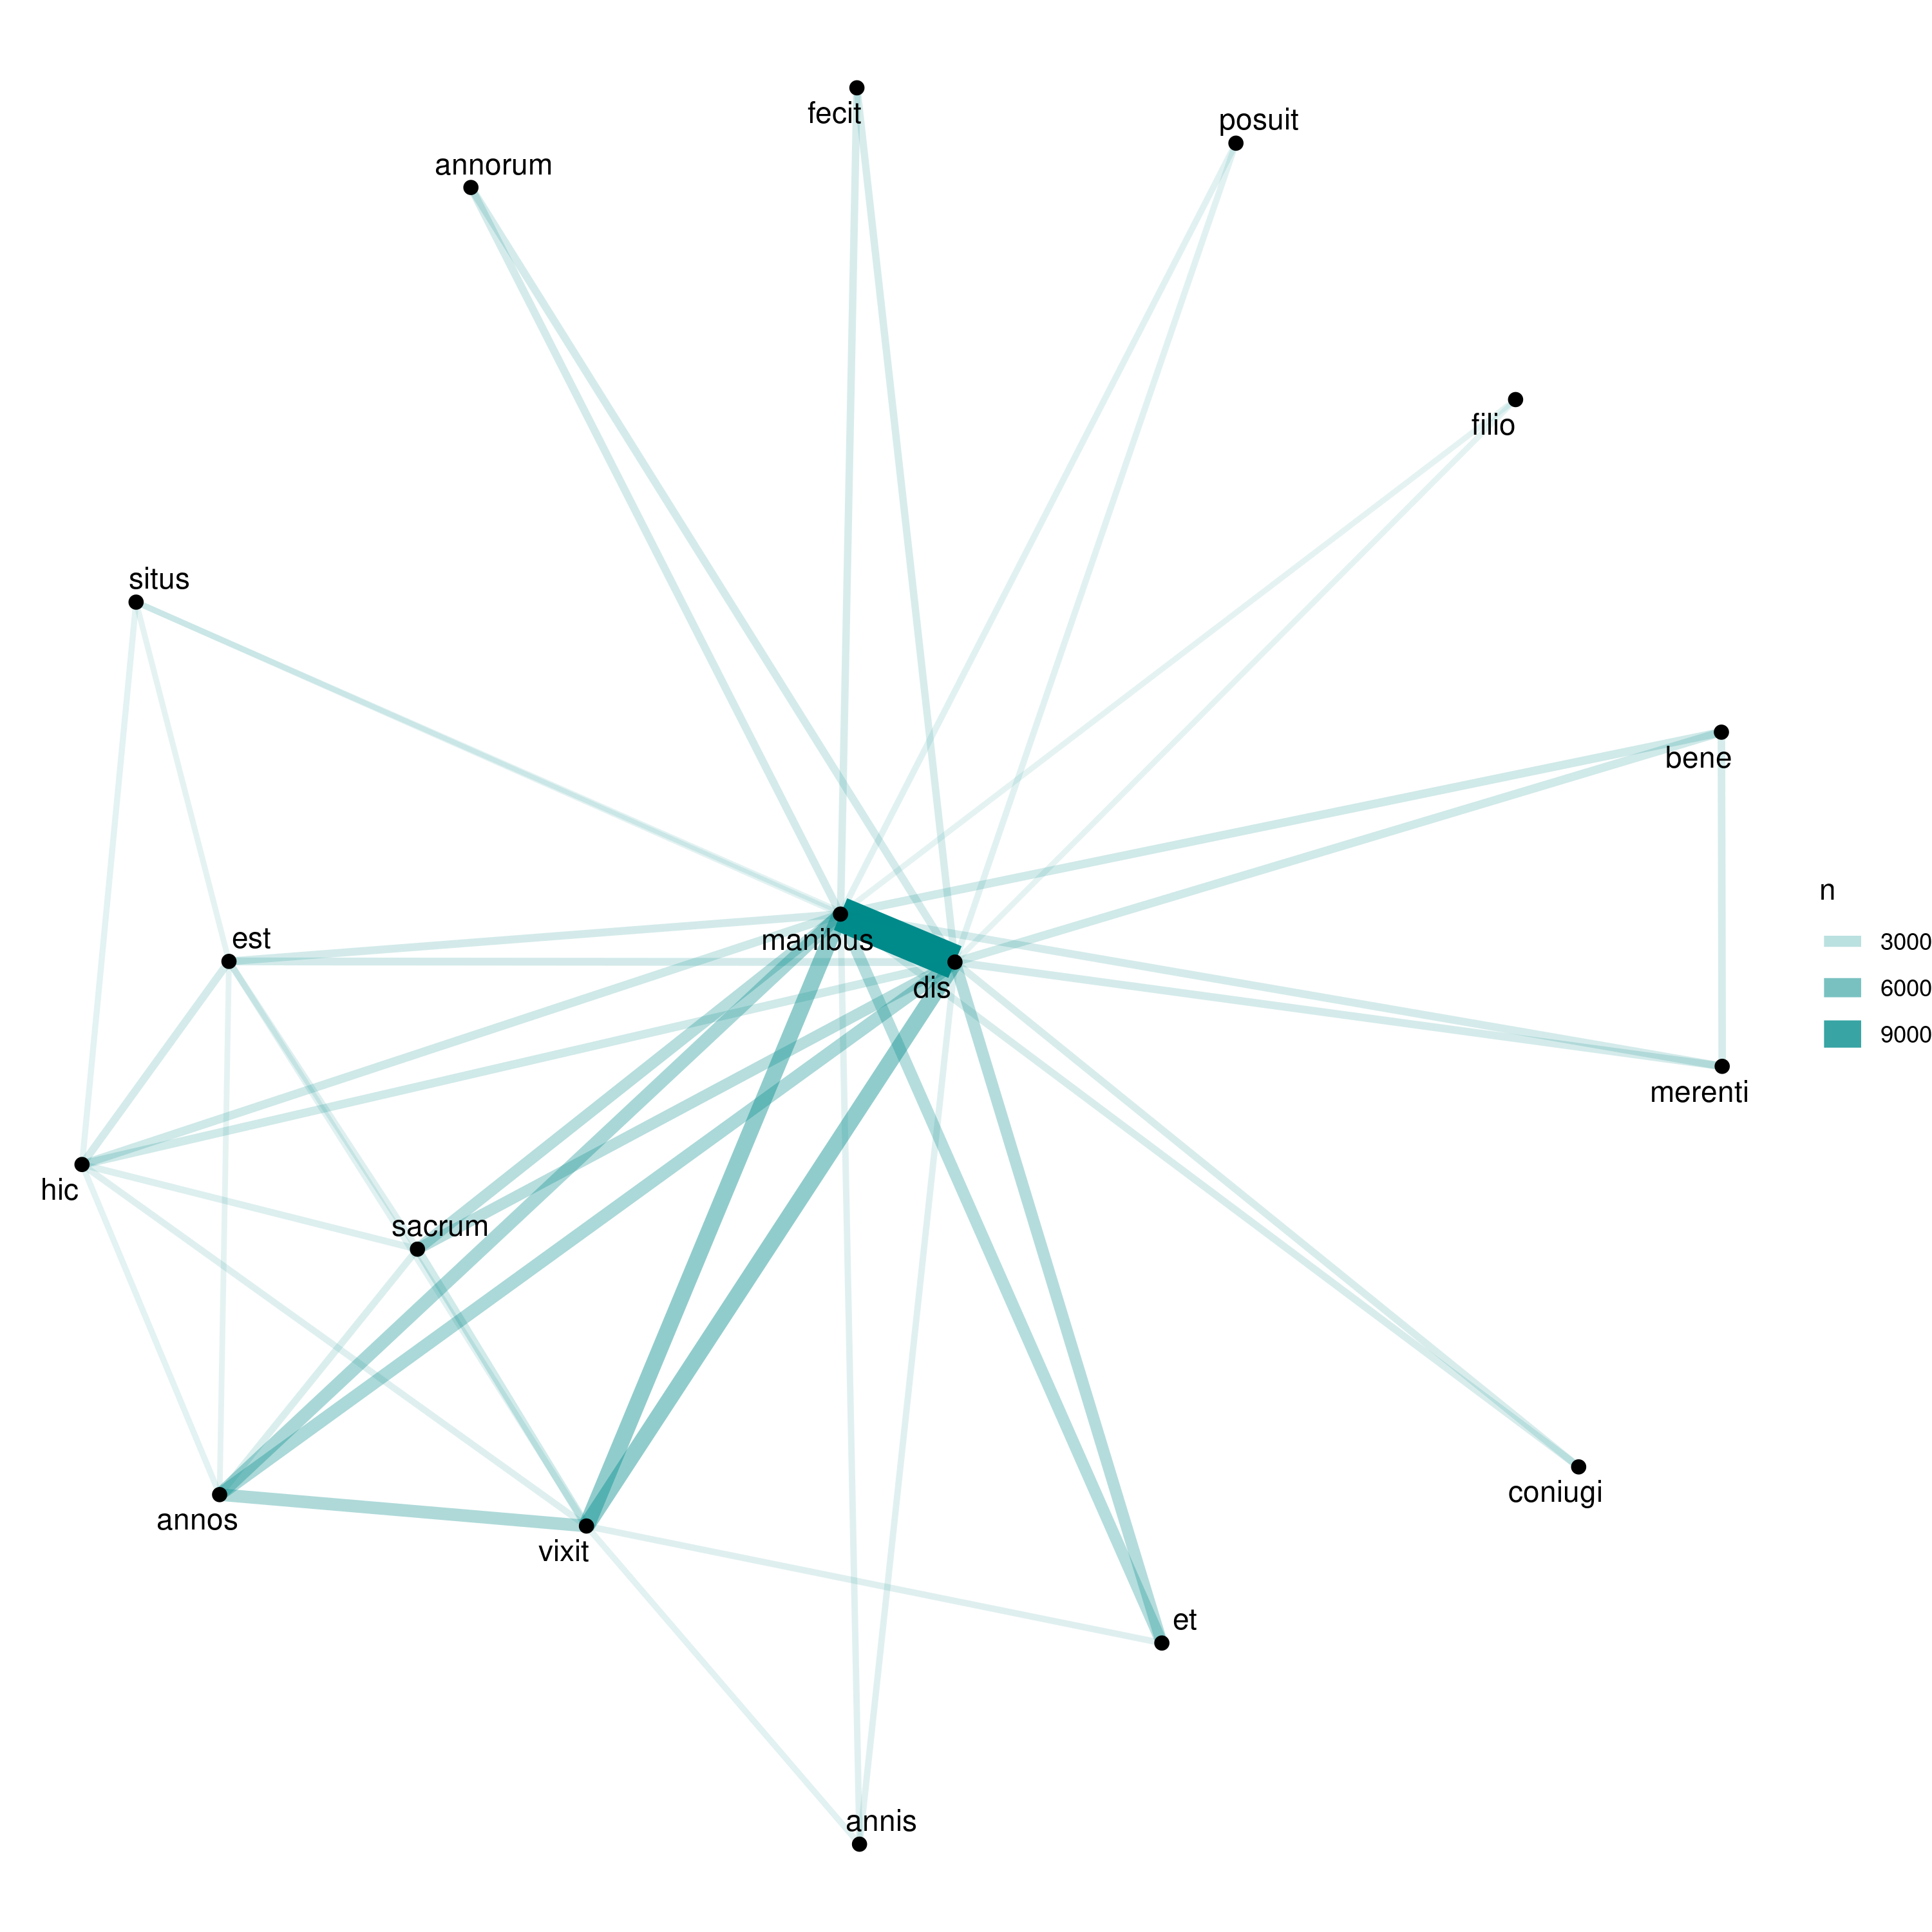 fecit
posuit
annorum
filio
situs
bene
n
est
manibus
3000
dis
6000
9000
merenti
hic
sacrum
coniugi
annos
vixit
et
annis